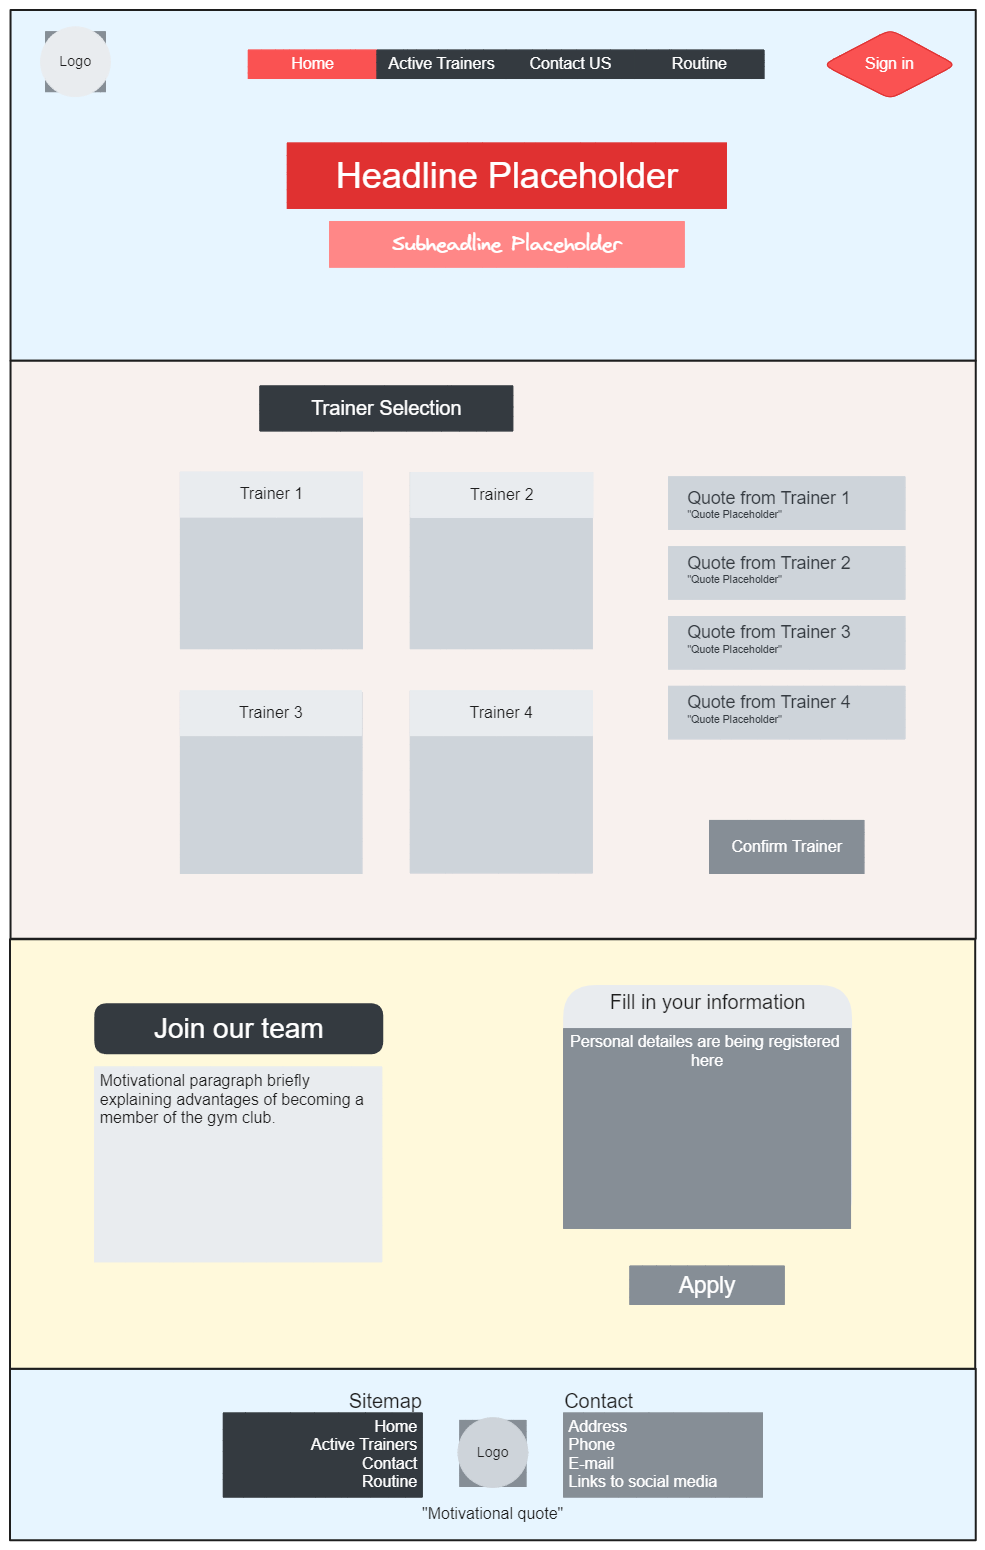 Logo
Home
Active Trainers
Contact US
Routine
Sign in
Headline Placeholder
Subheadline Placeholder
Trainer Selection
Trainer 1
Trainer 2
Trainer 3
Trainer 4
Quote from Trainer 1
"Quote Placeholder"
Quote from Trainer 2
"Quote Placeholder"
Quote from Trainer 3
"Quote Placeholder"
Quote from Trainer 4
"Quote Placeholder"
Confirm Trainer
Join our team
Motivational paragraph briefly
explaining advantages of becoming a
member of the gym club.
Fill in your information
Personal detailes are being registered
here
Apply
Sitemap
Home
Active Trainers
Contact
Routine
Logo
Contact
Address
Phone
E-mail
Links to social media
"Motivational quote"